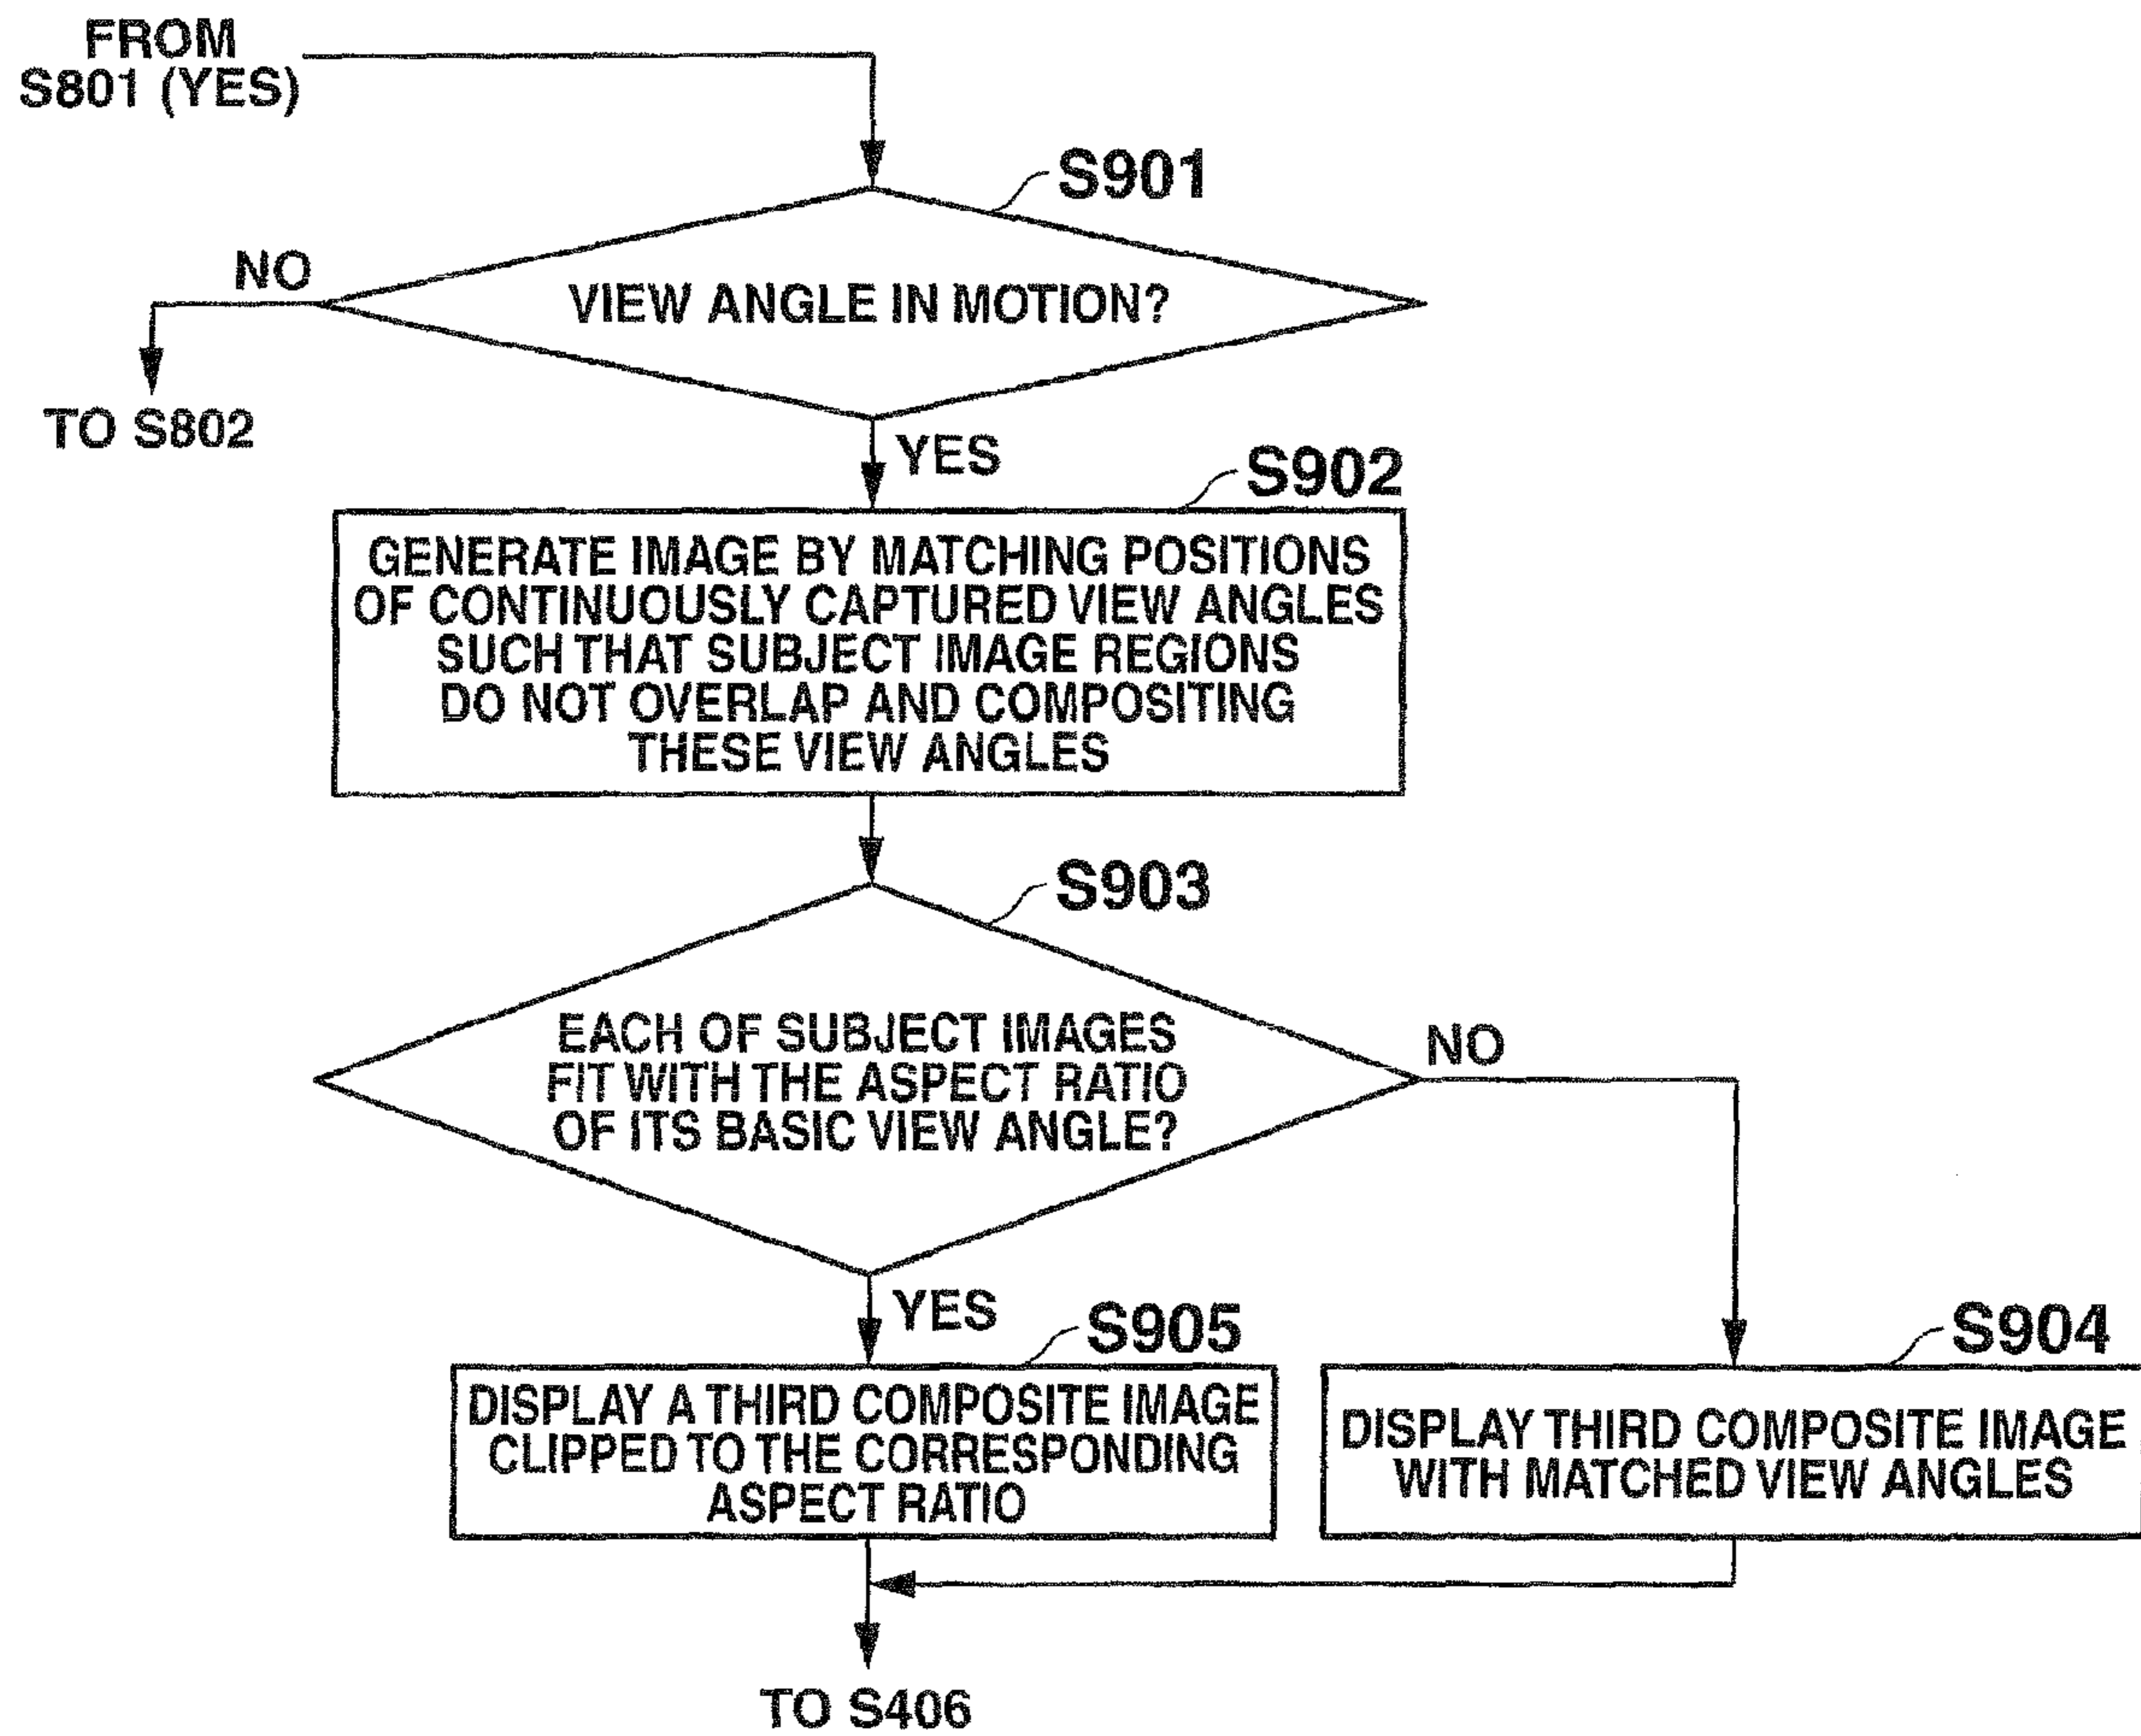 FROM
S801 (YES)
S901
NO
VIEW ANGLE IN MOTION?
TO S802
YES
S902
GENERATE IMAGE BY MATCHING POSITIONS
OF CONTINUOUSLY CAPTURED VIEW ANGLES
SUCH THAT SUBJECT IMAGE REGIONS
DO NOT OVERLAP AND COMPOSITING
THESE VIEW ANGLES
S903
EACH OF SUBJECT IMAGES
FIT WITH THE ASPECT RATIO
OF ITS BASIC VIEW ANGLE?
NO
YES
S905
DISPLAY A THIRD COMPOSITE IMAGE
CLIPPED TO THE CORRESPONDING
ASPECT RATIO
S904
DISPLAY THIRD COMPOSITE IMAGE
WITH MATCHED VIEW ANGLES
TO S406